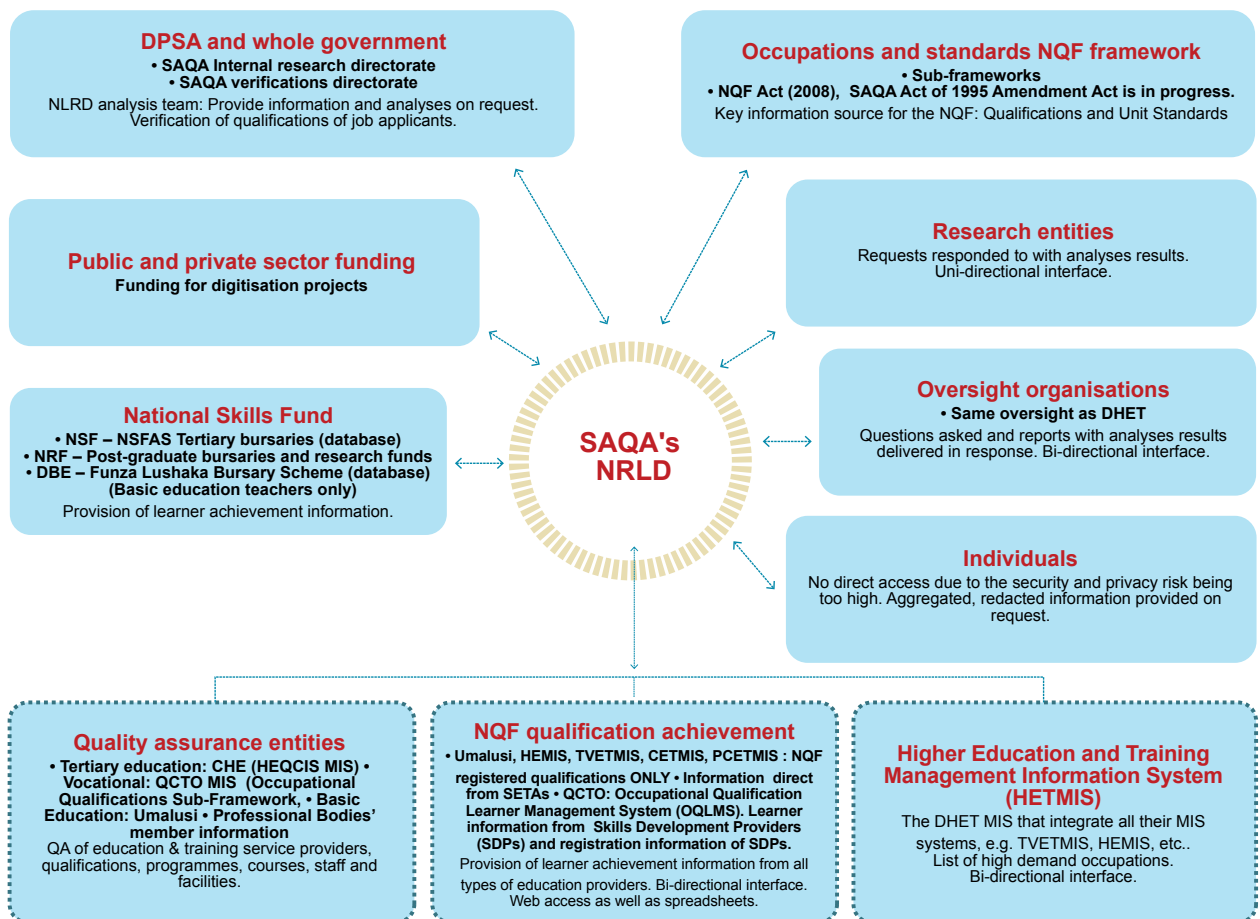 DPSA and whole government
• SAQA Internal research directorate
• SAQA verifications directorate
NLRD analysis team: Provide information and analyses on request.
Verification of qualifications of job applicants.
Occupations and standards NQF framework
• Sub-frameworks
• NQF Act (2008), SAQA Act of 1995 Amendment Act is in progress.
Key information source for the NQF: Qualifications and Unit Standards
Public and private sector funding
Funding for digitisation projects
Research entities
Requests responded to with analyses results.
Uni-directional interface.
National Skills Fund
• NSF – NSFAS Tertiary bursaries (database)
• NRF – Post-graduate bursaries and research funds
• DBE – Funza Lushaka Bursary Scheme (database)
(Basic education teachers only)
Provision of learner achievement information.
SAQA's
NRLD
Oversight organisations
• Same oversight as DHET
Questions asked and reports with analyses results
delivered in response. Bi-directional interface.
Individuals
No direct access due to the security and privacy risk being
too high. Aggregated, redacted information provided on
request.
Quality assurance entities
• Tertiary education: CHE (HEQCIS MIS) •
Vocational: QCTO MIS (Occupational
Qualifications Sub-Framework, • Basic
Education: Umalusi • Professional Bodies'
member information
QA of education & training service providers,
qualifications, programmes, courses, staff and
facilities.
NQF qualification achievement
• Umalusi, HEMIS, TVETMIS, CETMIS, PCETMIS : NQF
registered qualifications ONLY • Information direct
from SETAs • QCTO: Occupational Qualification
Learner Management System (OQLMS). Learner
information from Skills Development Providers
(SDPs) and registration information of SDPs.
Provision of learner achievement information from all
types of education providers. Bi-directional interface.
Web access as well as spreadsheets.
Higher Education and Training
Management Information System
(HETMIS)
The DHET MIS that integrate all their MIS
systems, e.g. TVETMIS, HEMIS, etc..
List of high demand occupations.
Bi-directional interface.